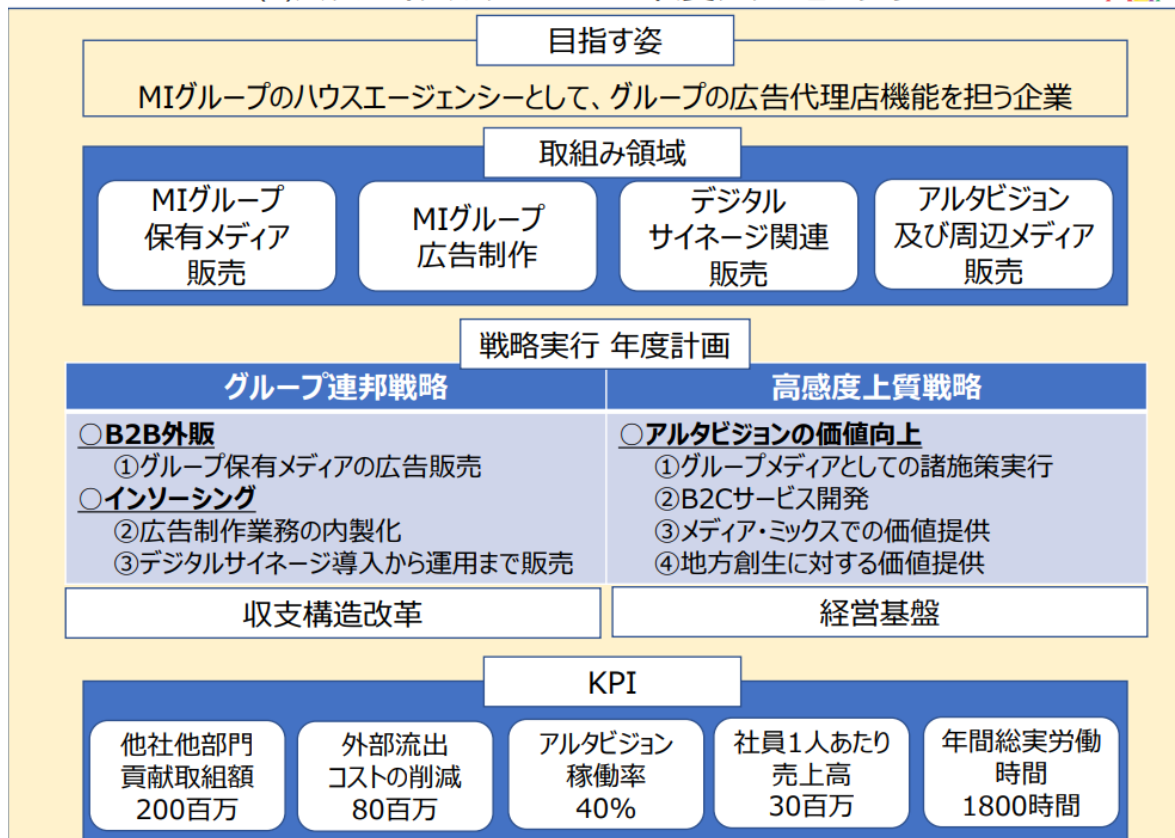 目指す姿
MIグループのハウスエージェンシーとして、グループの広告代理店機能を担う企業
取組み領域
MIグループ
保有メディア
販売
MIグループ
広告制作
デジタル
サイネージ関連
販売
アルタビジョン
及び周辺メディア
販売
戦略実行 年度計画
グループ連邦戦略
○B2B外販
①グループ保有メディアの広告販売
○インソーシング
②広告制作業務の内製化
③デジタルサイネージ導入から運用まで販売
高感度上質戦略
○アルタビジョンの価値向上
①グループメディアとしての諸施策実行
②B2Cサービス開発
③メディア・ミックスでの価値提供
④地方創生に対する価値提供
収支構造改革
経営基盤
KPI
他社他部門
貢献取組額
200百万
外部流出
コストの削減
80百万
アルタビジョン
稼働率
40%
社員1人あたり
売上高
30百万
年間総実労働
時間
1800時間